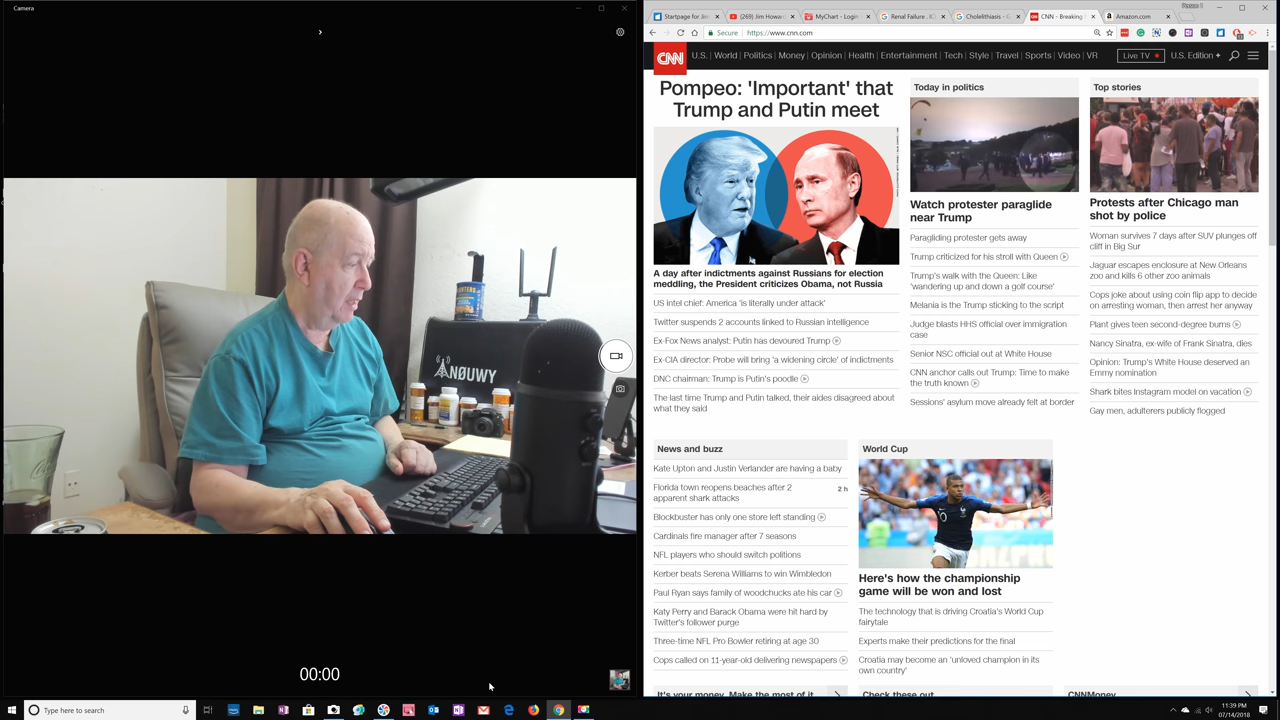 Camera
Startpage for Jim
(269) Jim Howar
MyChart - Login
Renal Failure
Cholelithiasis - G
CNN - Breaking
Amazon.com
Secure
https://www.cnn.com
CNN
U.S. | World | Politics | Money | Opinion | Health | Entertainment | Tech | Style | Travel | Sports | Video | VR
Live TV
U.S. Edition +
Pompeo: 'Important' that
Trump and Putin meet
A day after indictments against Russians for election
meddling, the President criticizes Obama, not Russia
US intel chief: America 'is literally under attack'
Twitter suspends 2 accounts linked to Russian intelligence
Ex-Fox News analyst: Putin has devoured Trump
Ex-CIA director: Probe will bring 'a widening circle' of indictments
DNC chairman: Trump is Putin's poodle
The last time Trump and Putin talked, their aides disagreed about
what they said
Today in politics
Watch protester paraglide
near Trump
Paragliding protester gets away
Trump criticized for his stroll with Queen
Trump's walk with the Queen: Like
'wandering up and down a golf course'
Melania is the Trump sticking to the script
Judge blasts HHS official over immigration
case
Senior NSC official out at White House
CNN anchor calls out Trump: Time to make
the truth known
Sessions' asylum move already felt at border
Top stories
Protests after Chicago man
shot by police
Woman survives 7 days after SUV plunges off
cliff in Big Sur
Jaguar escapes enclosure at New Orleans
zoo and kills 6 other zoo animals
Cops joke about using coin flip app to decide
on arresting woman, then arrest her anyway
Plant gives teen second-degree burns
Nancy Sinatra, ex-wife of Frank Sinatra, dies
Opinion: Trump's White House deserved an
Emmy nomination
Shark bites Instagram model on vacation
Gay men, adulterers publicly flogged
News and buzz
Kate Upton and Justin Verlander are having a baby
Florida town reopens beaches after 2
apparent shark attacks
2 h
Blockbuster has only one store left standing
Cardinals fire manager after 7 seasons
NFL players who should switch politions
Kerber beats Serena Williams to win Wimbledon
Paul Ryan says family of woodchucks ate his car
Katy Perry and Barack Obama were hit hard by
Twitter's follower purge
Three-time NFL Pro Bowler retiring at age 30
Cops called on 11-year-old delivering newspapers
World Cup
10
Here's how the championship
game will be won and lost
The technology that is driving Croatia's World Cup
fairytale
Experts make their predictions for the final
Croatia may become an 'unloved champion in its
own country'
It's your money. Make the most of it
Check these out
CNNMoney
NØUWY
00:00
Type here to search
11:39 PM
07/14/2018